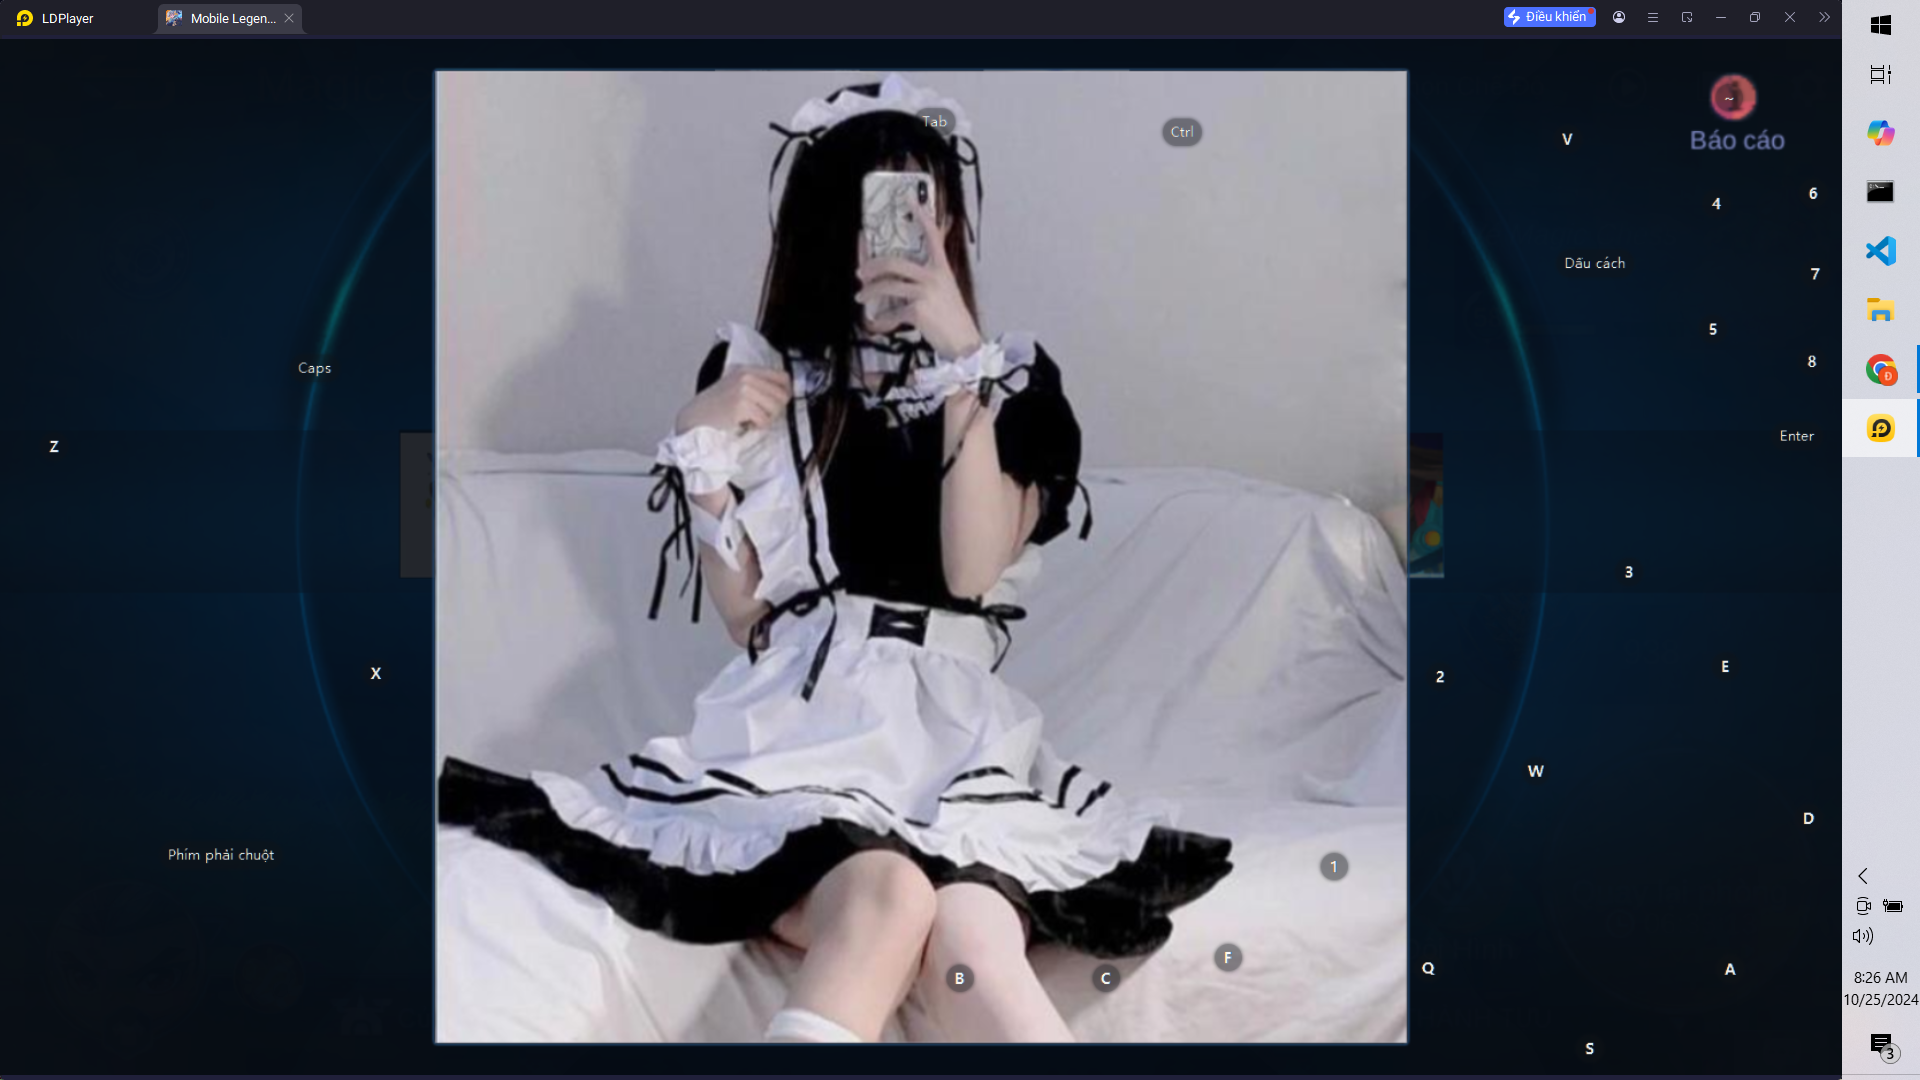 LDPlayer
Mobile Legen...
Điều khiển
Tab
Ctrl
V
~
Báo cáo
4
6
Dấu cách
7
5
8
Caps
Enter
Z
3
X
2
E
W
D
Phím phải chuột
1
B
C
F
Q
A
S
8:26 AM
10/25/2024
3